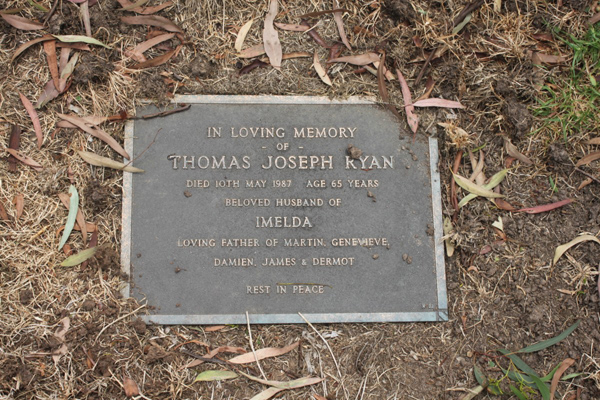 IN LOVING MEMORY
- OF -
THOMAS JOSEPH RYAN
DIED 10TH MAY 1987 AGE 65 YEARS
BELOVED HUSBAND OF
IMELDA
LOVING FATHER OF MARTIN, GENEVIEVE,
DAMIEN, JAMES & DERMOT
REST IN PEACE